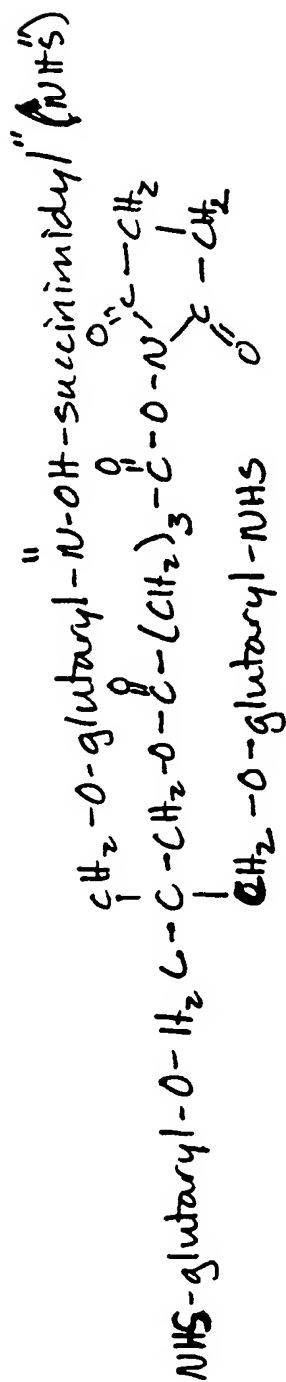 CH2-O-glutaryl-"N-OH-succinimidyl" (NHS)
O O O=C-CH2
NHS-glutaryl-O-H2C-C-CH2-O-C-(CH2)3-C-O-N
O=C-CH2
CH2-O-glutaryl-NHS